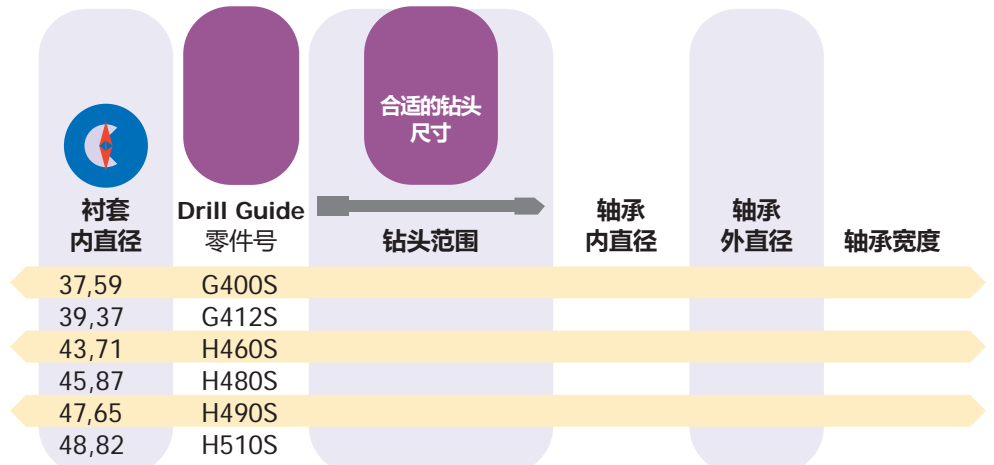 合适的钻头
尺寸
衬套
内直径
Drill Guide
零件号
钻头范围
轴承
内直径
轴承
外直径
轴承宽度
37,59 G400S
39,37 G412S
43,71 H460S
45,87 H480S
47,65 H490S
48,82 H510S